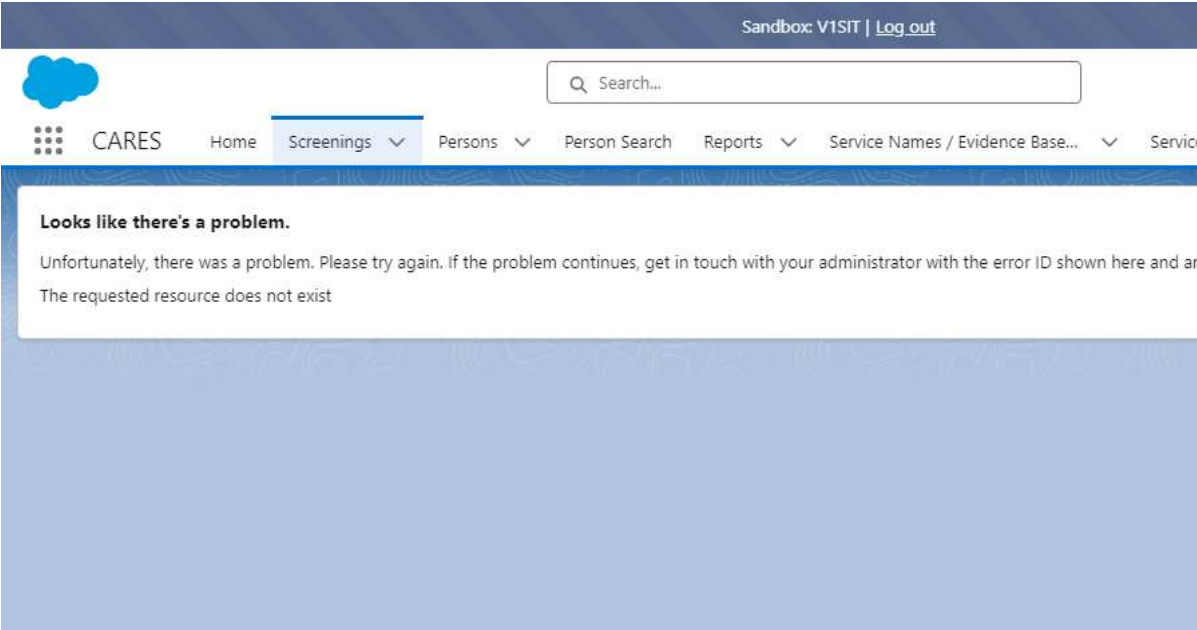 Sandbox: V1SIT | Log out
Search...
CARES Home Screenings Persons Person Search Reports Service Names / Evidence Base... Servic
Looks like there's a problem.
Unfortunately, there was a problem. Please try again. If the problem continues, get in touch with your administrator with the error ID shown here and
The requested resource does not exist